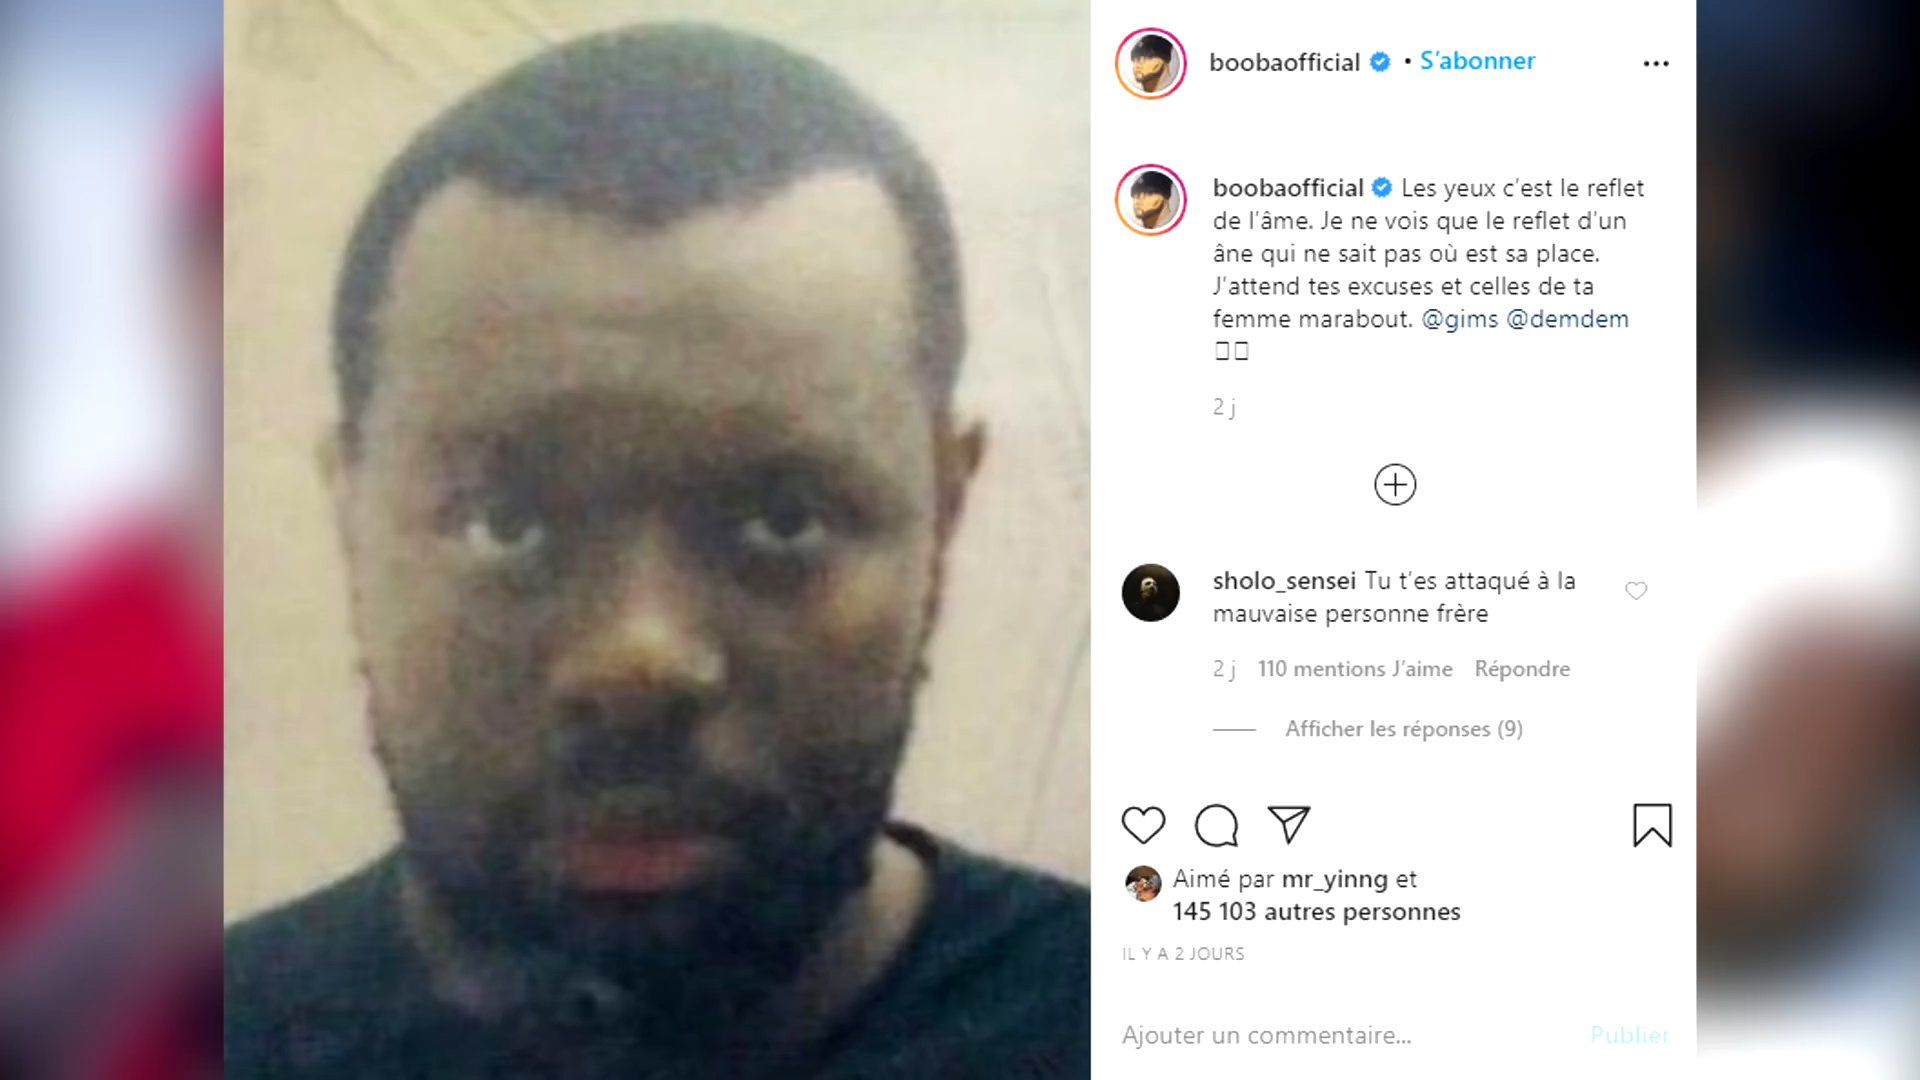 boobaofficial • S'abonner
boobaofficial Les yeux c'est le reflet
de l'âme. Je ne vois que le reflet d'un
âne qui ne sait pas où est sa place.
J'attend tes excuses et celles de ta
femme marabout. @gims @demdem
2 j
sholo_sensei Tu t'es attaqué à la
mauvaise personne frère
2 j 110 mentions J'aime Répondre
Afficher les réponses (9)
Aimé par mr_yinng et
145 103 autres personnes
IL Y A 2 JOURS
Ajouter un commentaire... Publier